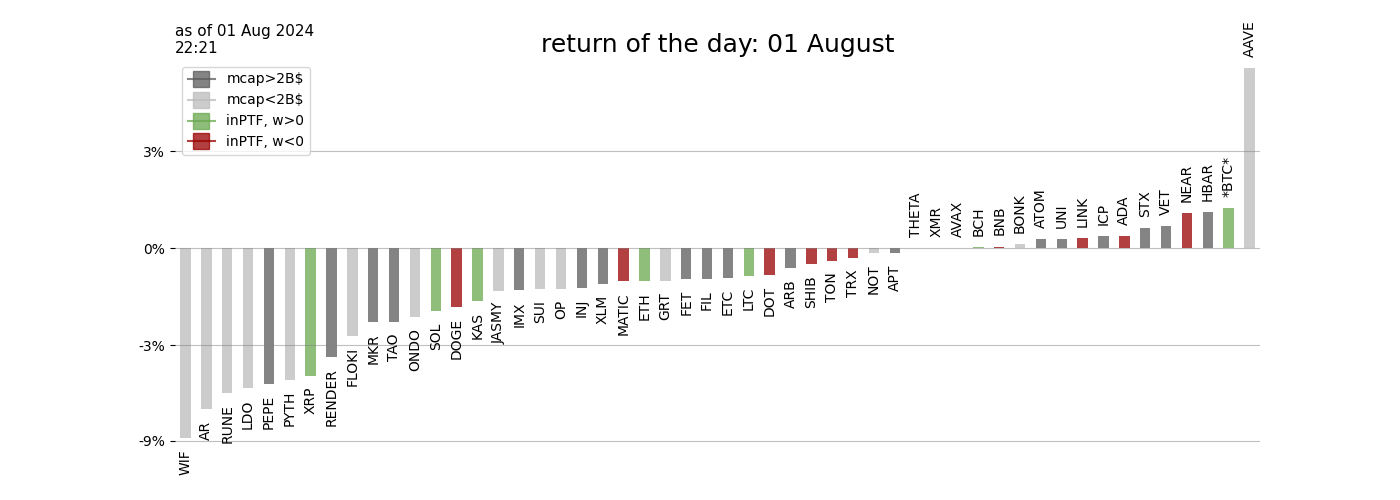 as of 01 Aug 2024
22:21
return of the day: 01 August
mcap>2B$
mcap<2B$
inPTF, w>0
inPTF, w<0
3%
0%
-3%
-9%
WIF
AR
RUNE
LDO
PEPE
PYTH
XRP
RENDER
FLOKI
MKR
TAO
ONDO
SOL
DOGE
KAS
JASMY
IMX
SUI
OP
INJ
XLM
MATIC
ETH
GRT
FET
FIL
ETC
LTC
DOT
ARB
SHIB
TON
TRX
NOT
APT
THETA
XMR
AVAX
BCH
BNB
BONK
ATOM
UNI
LINK
ICP
ADA
STX
VET
NEAR
HBAR
*BTC*
AAVE